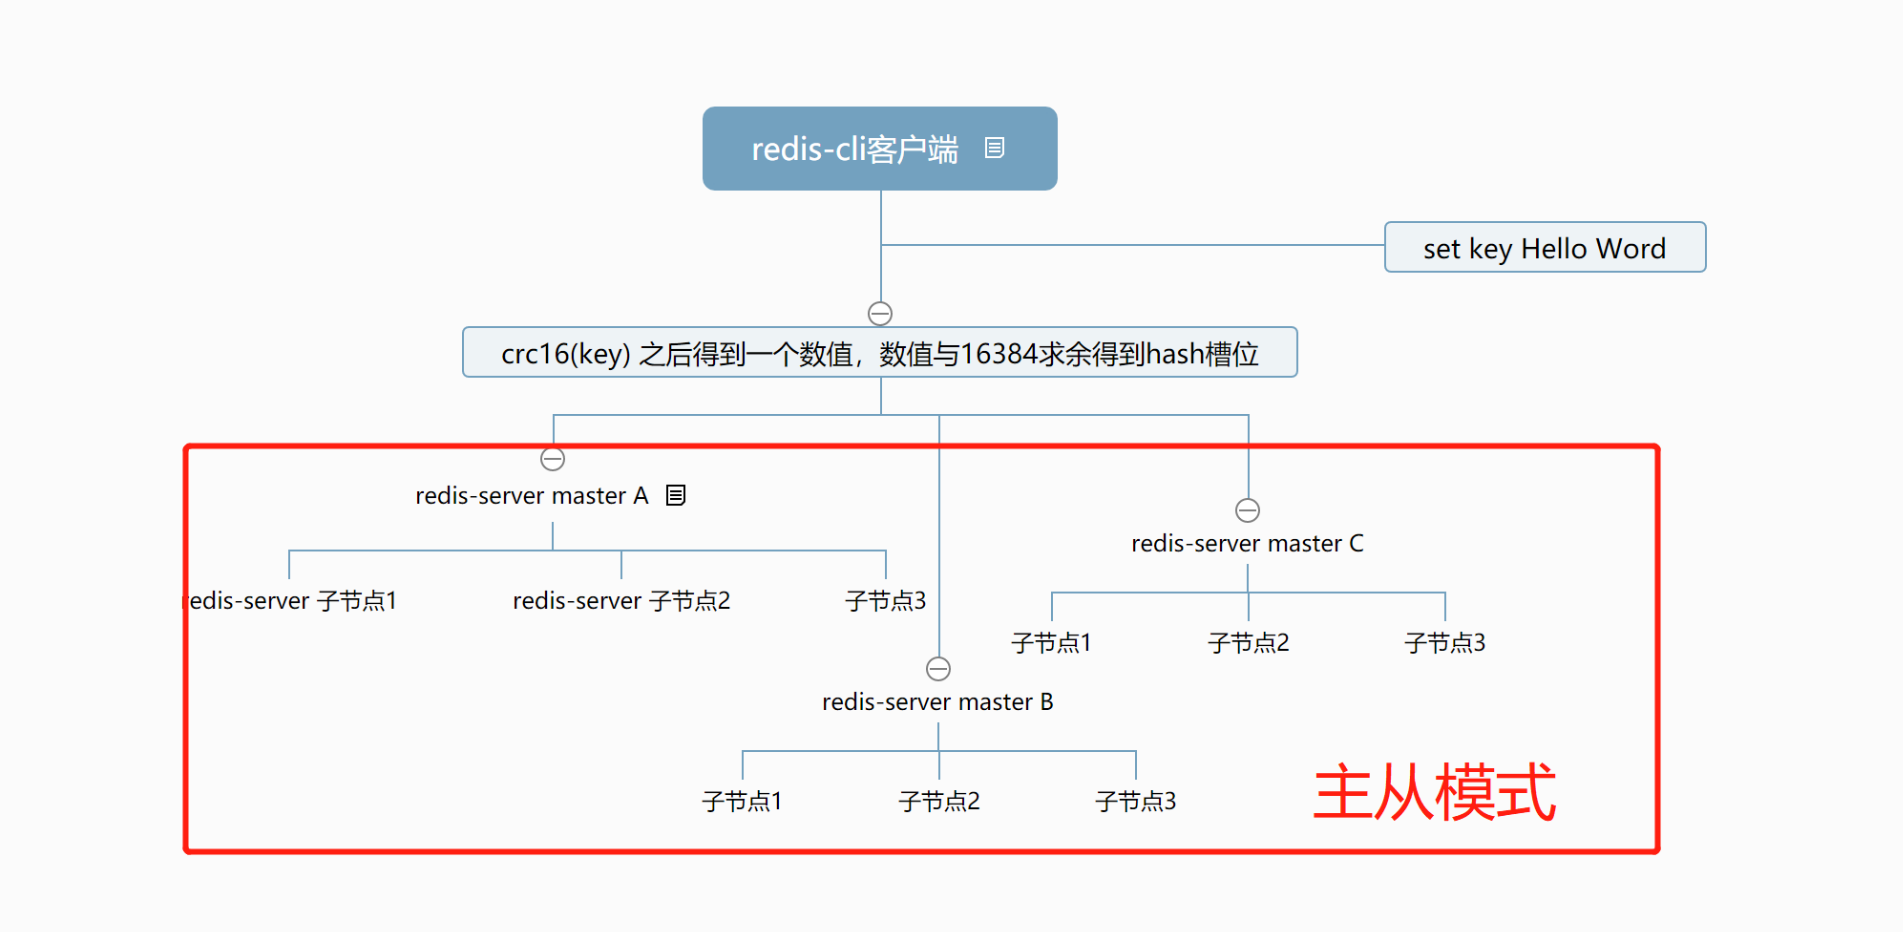 redis-cli客户端
set key Hello Word
crc16(key) 之后得到一个数值，数值与16384求余得到hash槽位
redis-server master A
redis-server 子节点1
redis-server 子节点2
子节点3
redis-server master C
子节点1
子节点2
子节点3
redis-server master B
子节点1
子节点2
子节点3
主从模式